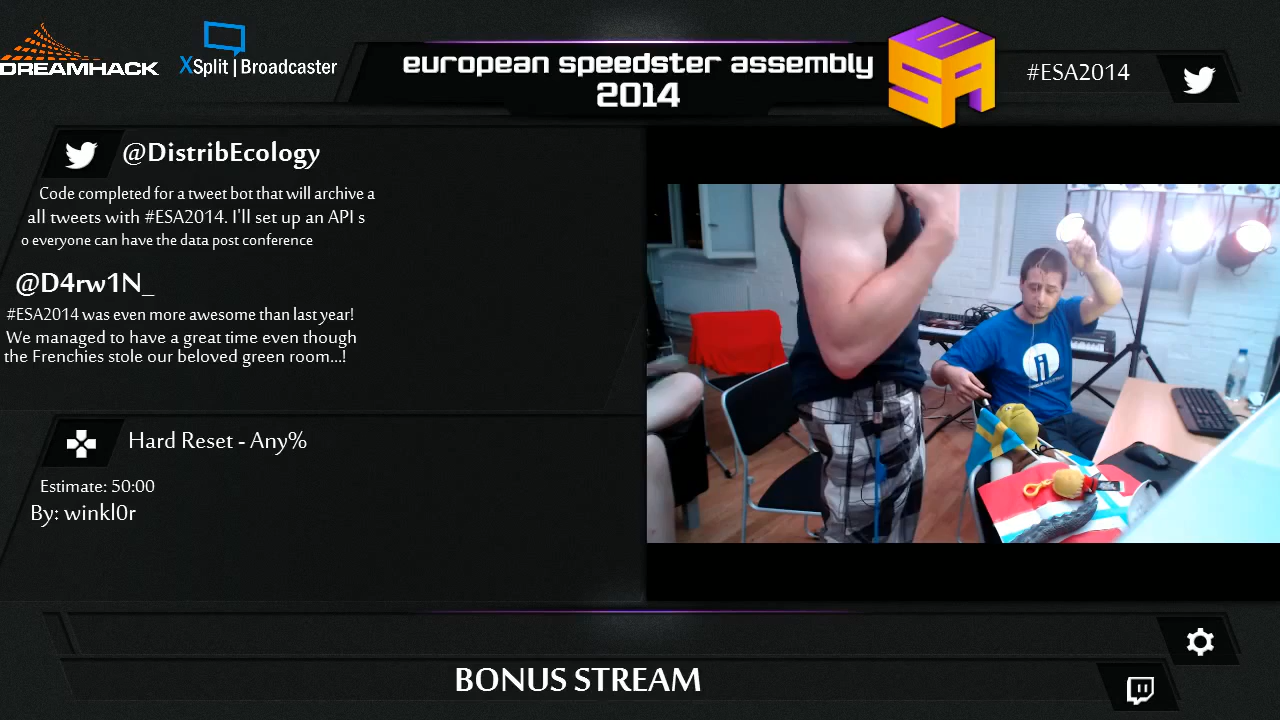 DREAMHACK
XSplit | Broadcaster
european speedster assembly
2014
#ESA2014
@DistribEcology
Code completed for a tweet bot that will archive a
all tweets with #ESA2014. I'll set up an API s
o everyone can have the data post conference
@D4rw1N_
#ESA2014 was even more awesome than last year!
We managed to have a great time even though
the Frenchies stole our beloved green room...!
Hard Reset - Any%
Estimate: 50:00
By: winkl0r
BONUS STREAM